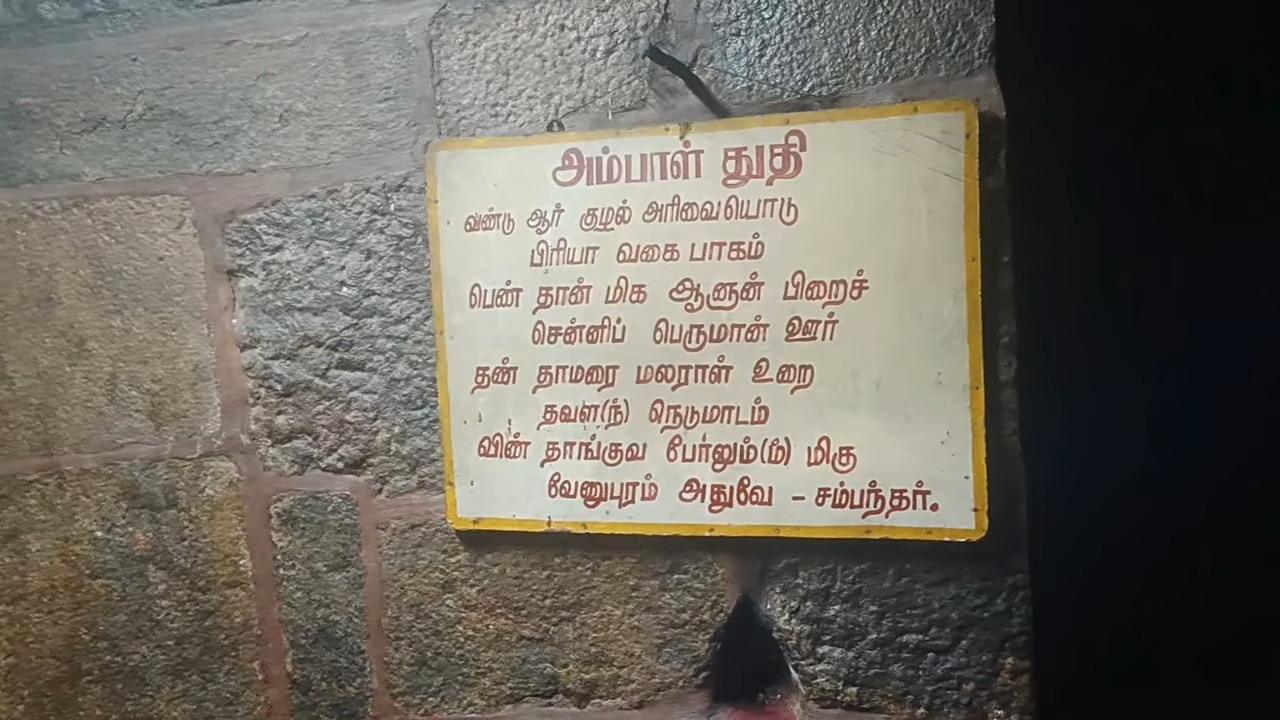 அம்பாள் துதி
வண்டு ஆர் குழல் அரிவையொடு
பிரியா வகை பாகம்
பெண் தான் மிக ஆனான் பிறைச்
சென்னிப் பெருமான் ஊர்
தண் தாமரை மலராள் உறை
தவள(ந்) நெடுமாடம்
விண் தாங்குவ போலும்(ம்) மிகு
வேணுபுரம் அதுவே - சம்பந்தர்.